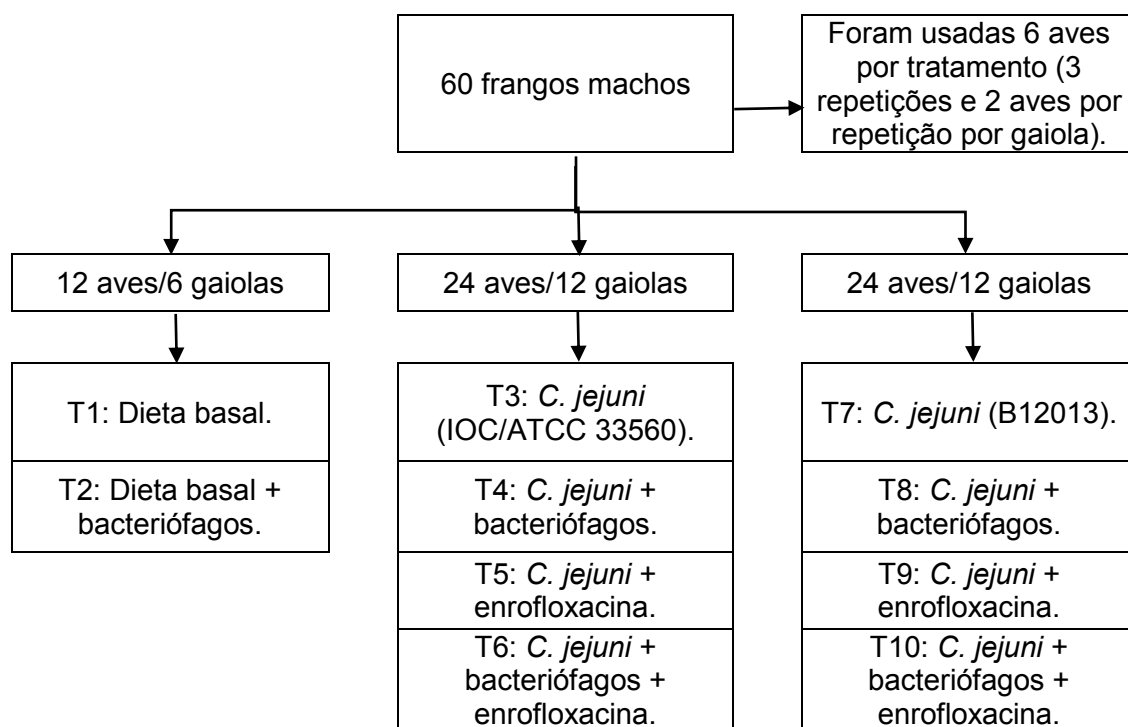 60 frangos machos
Foram usadas 6 aves
por tratamento (3
repetições e 2 aves por
repetição por gaiola).
12 aves/6 gaiolas
24 aves/12 gaiolas
24 aves/12 gaiolas
T1: Dieta basal.
T2: Dieta basal +
bacteriófagos.
T3: C. jejuni
(IOC/ATCC 33560).
T4: C. jejuni +
bacteriófagos.
T5: C. jejuni +
enrofloxacina.
T6: C. jejuni +
bacteriófagos +
enrofloxacina.
T7: C. jejuni (B12013).
T8: C. jejuni +
bacteriófagos.
T9: C. jejuni +
enrofloxacina.
T10: C. jejuni +
bacteriófagos +
enrofloxacina.